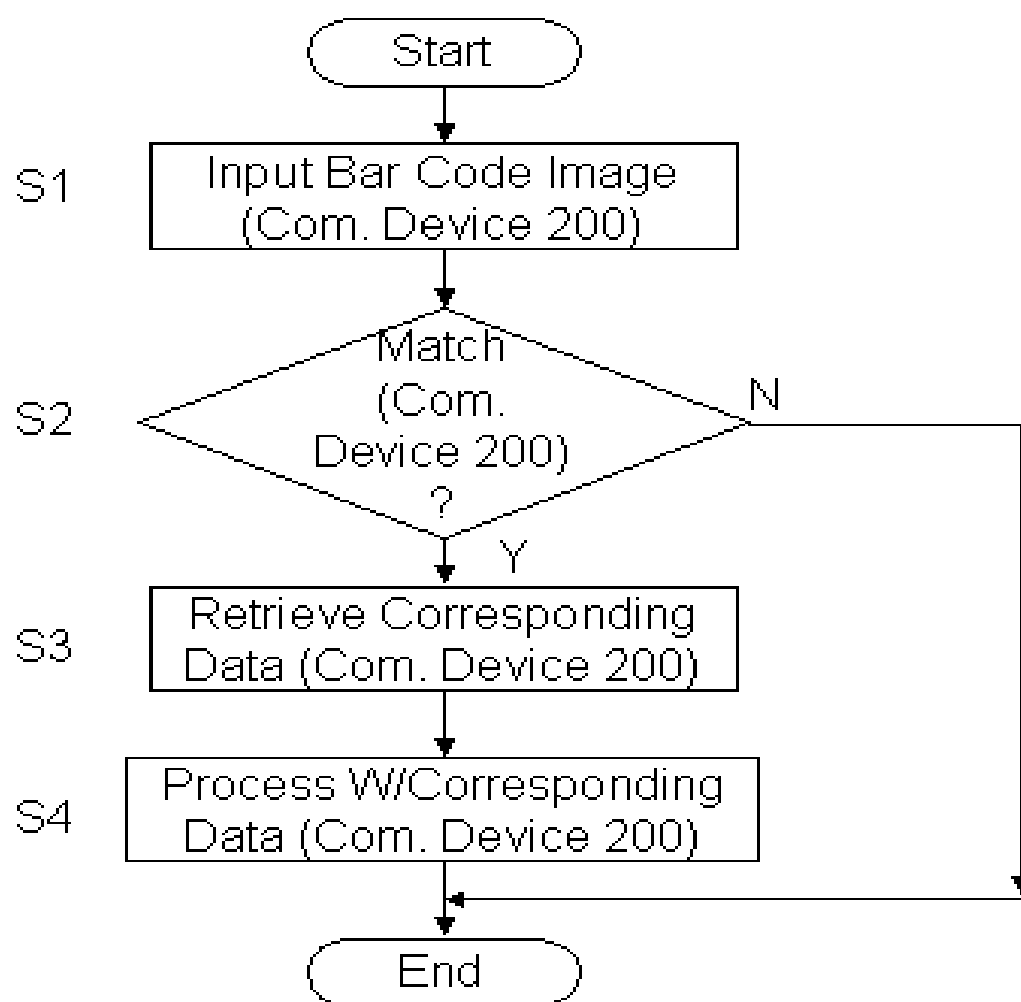 Start
S1
Input Bar Code Image
(Com. Device 200)
S2
Match
(Com.
Device 200)
?
N
Y
S3
Retrieve Corresponding
Data (Com. Device 200)
S4
Process W/Corresponding
Data (Com. Device 200)
End